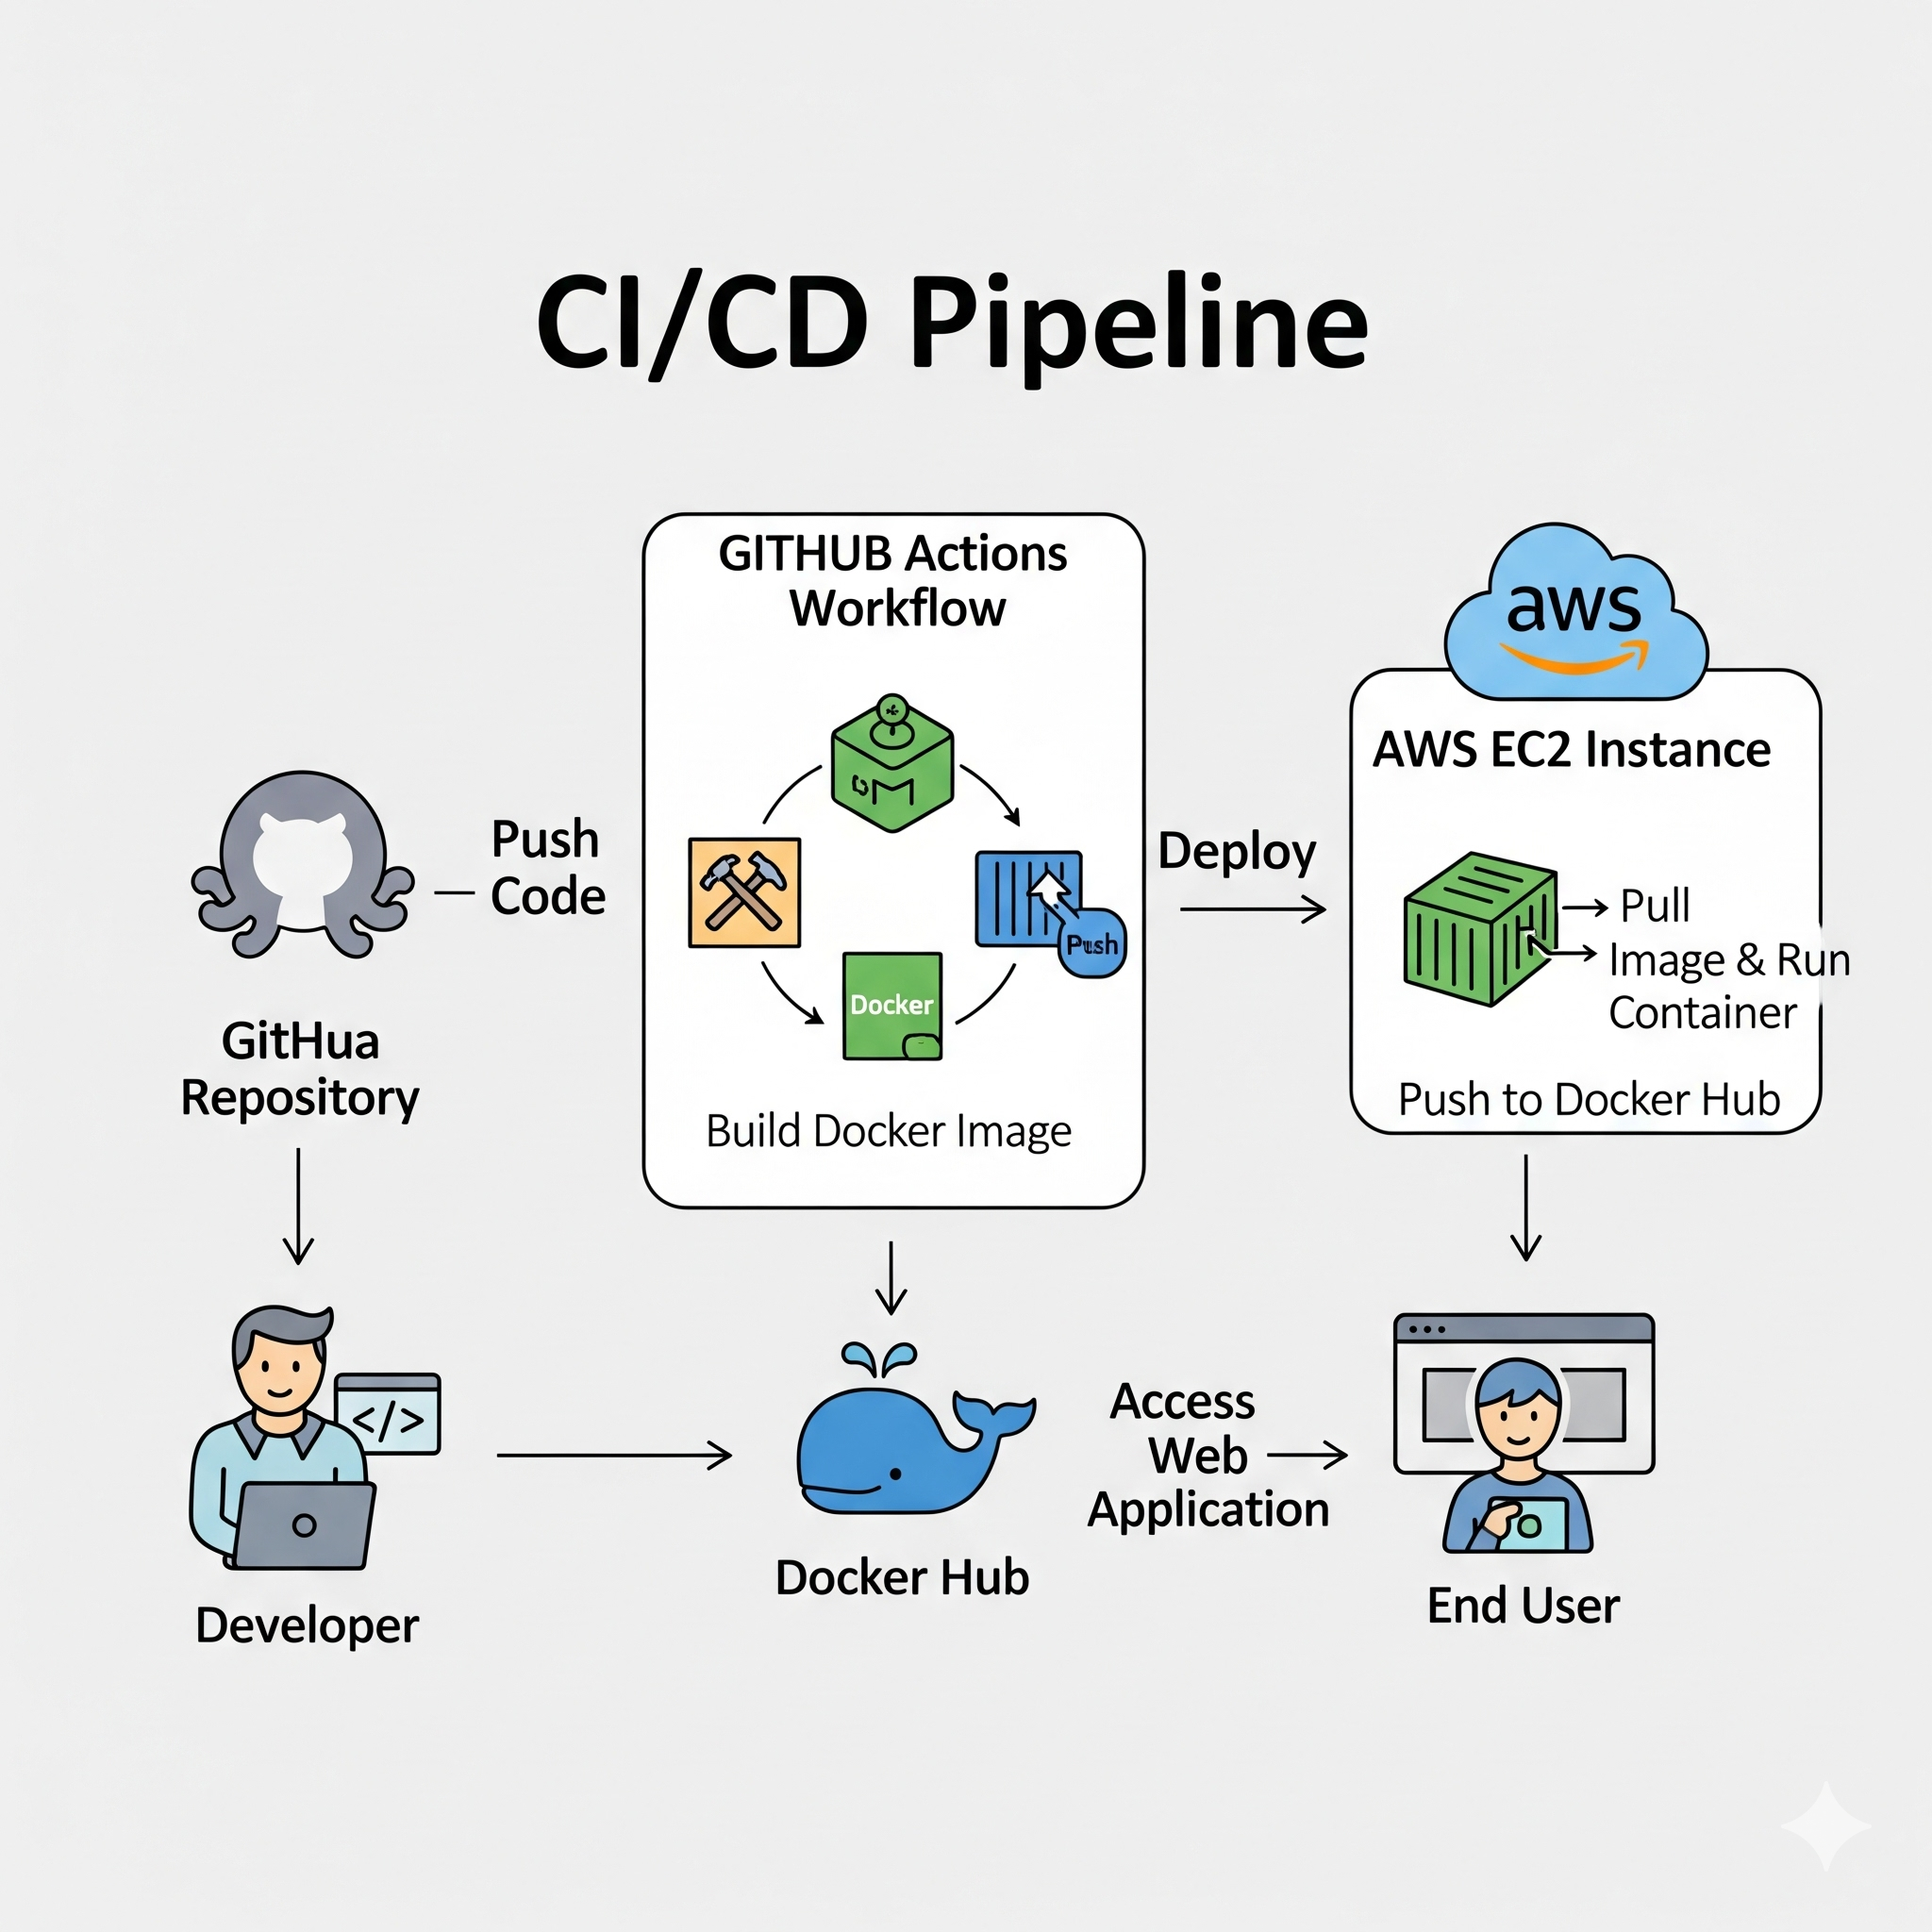 CI/CD Pipeline
GITHUB Actions
Workflow
Push
Docker
Build Docker Image
Push
Code
GitHua
Repository
Deploy
aws
AWS EC2 Instance
Pull
Image & Run
Container
Push to Docker Hub
</>
Developer
Docker Hub
Access
Web
Application
End User